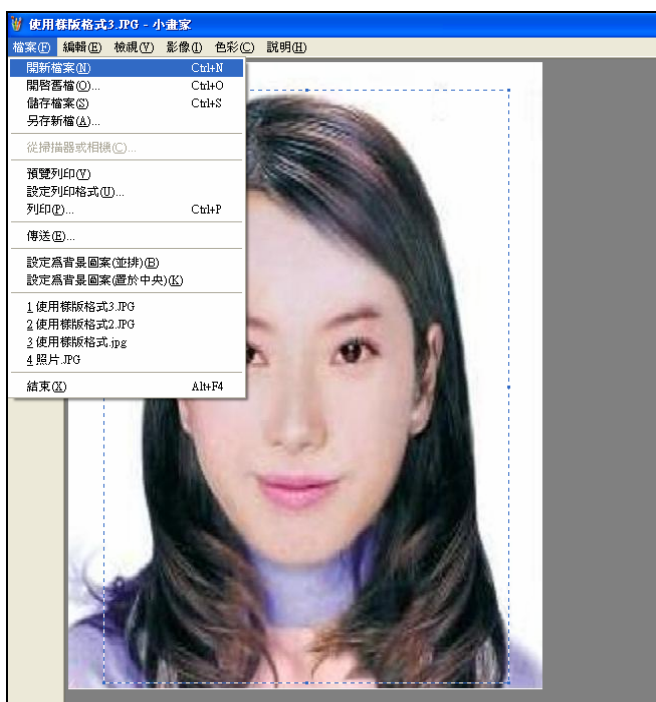 使用樣版格式3.JPG - 小畫家
檔案(F) 編輯(E) 檢視(V) 影像(I) 色彩(C) 說明(H)
開新檔案(N) Ctrl+N
開啓舊檔(O)... Ctrl+O
儲存檔案(S) Ctrl+S
另存新檔(A)...
從掃描器或相機(C)...
預覽列印(V)
設定列印格式(U)...
列印(P)... Ctrl+P
傳送(E)...
設定爲背景圖案(並排)(B)
設定爲背景圖案(置於中央)(K)
1 使用樣版格式3.JPG
2 使用樣版格式2.JPG
3 使用樣版格式.jpg
4 照片.JPG
結束(X) Alt+F4